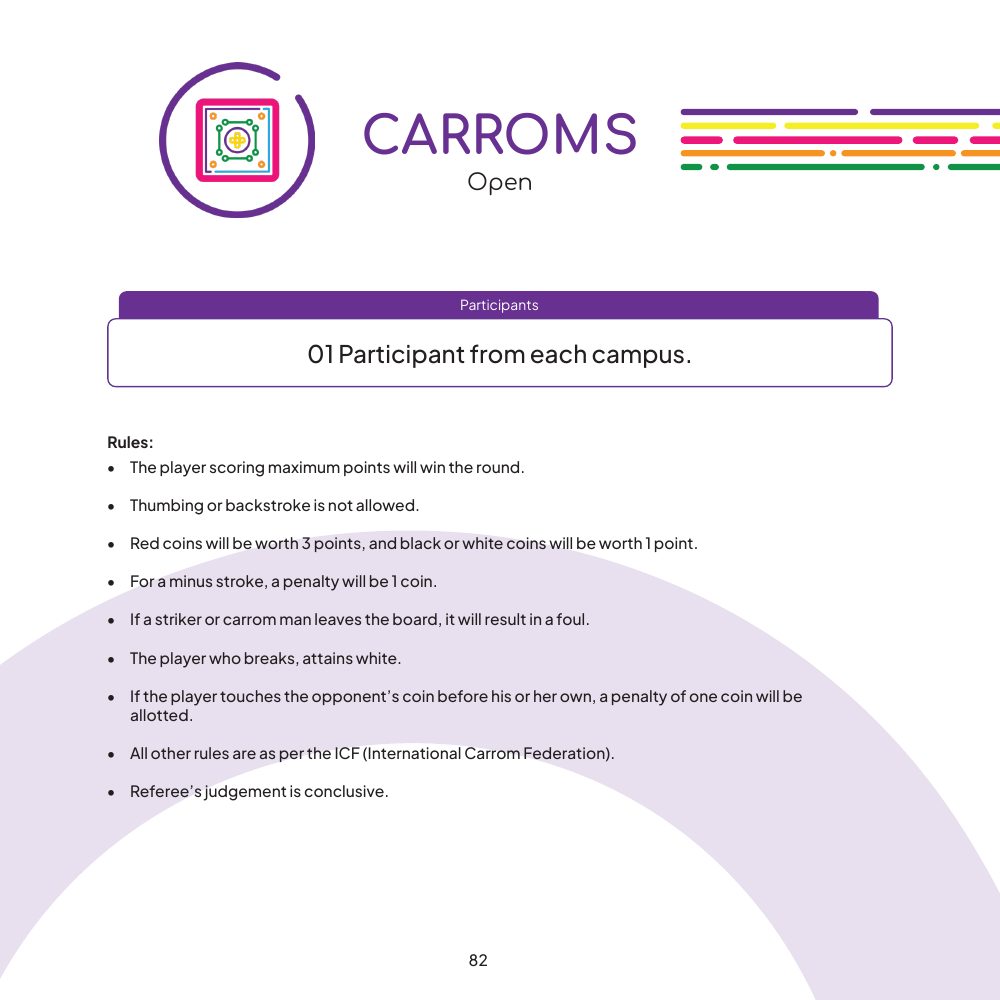 CARROMS
Open
Participants
01 Participant from each campus.
Rules:
• The player scoring maximum points will win the round.
• Thumbing or backstroke is not allowed.
• Red coins will be worth 3 points, and black or white coins will be worth 1 point.
• For a minus stroke, a penalty will be 1 coin.
• If a striker or carrom man leaves the board, it will result in a foul.
• The player who breaks, attains white.
• If the player touches the opponent’s coin before his or her own, a penalty of one coin will be
allotted.
• All other rules are as per the ICF (International Carrom Federation).
• Referee’s judgement is conclusive.
82